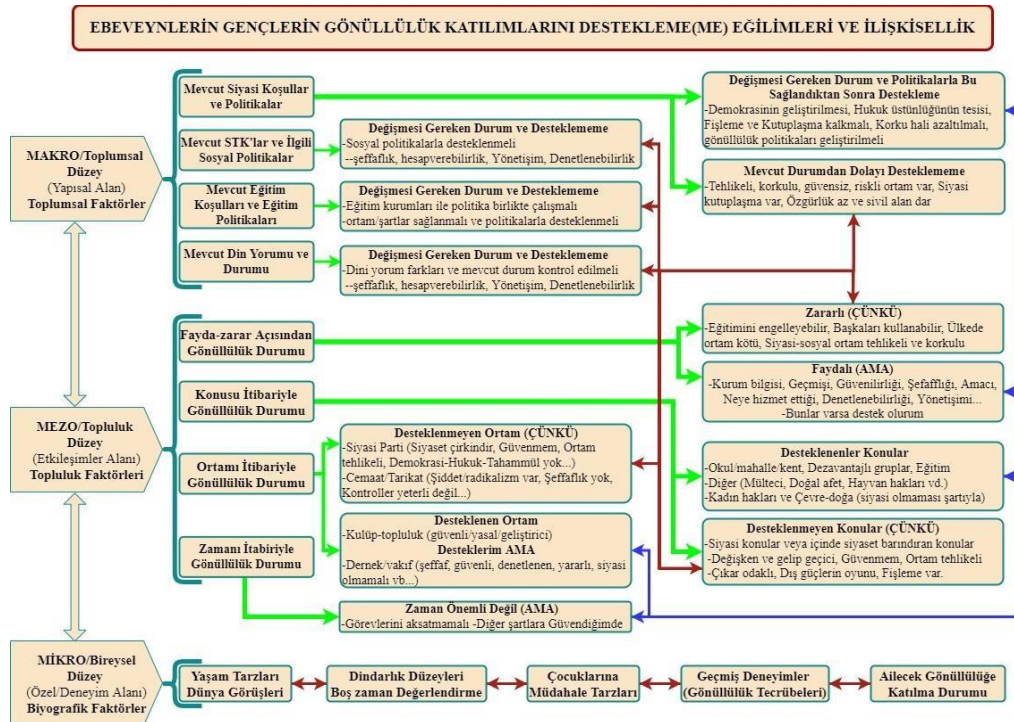 EBEVEYNLERİN GENÇLERİN GÖNÜLLÜLÜK KATILIMLARINI DESTEKLEME(ME) EĞİLİMLERİ VE İLİŞKİSELLİK
MAKRO/Toplumsal
Düzey
(Yapısal Alan)
Toplumsal Faktörler
Mevcut Siyasi Koşullar
ve Politikalar
Mevcut STK'lar ve İlgili
Sosyal Politikalar
Mevcut Eğitim
Koşulları ve Eğitim
Politikaları
Mevcut Din Yorumu ve
Durumu
Değişmesi Gereken Durum ve Desteklememe
-Sosyal politikalarla desteklenmeli
--şeffaflık, hesapverebilirlik, Yönetişim, Denetlenebilirlik
Değişmesi Gereken Durum ve Desteklememe
-Eğitim kurumları ile politika birlikte çalışmalı
-ortam/şartlar sağlanmalı ve politikalarla desteklenmeli
Değişmesi Gereken Durum ve Desteklememe
-Dini yorum farkları ve mevcut durum kontrol edilmeli
--şeffaflık, hesapverebilirlik, Yönetişim, Denetlenebilirlik
Değişmesi Gereken Durum ve Politikalarla Bu
Sağlandıktan Sonra Destekleme
-Demokrasinin geliştirilmesi, Hukuk üstünlüğünün tesisi,
Fişleme ve Kutuplaşma kalkmalı, Korku hali azaltılmalı,
gönüllülük politikaları geliştirilmeli
Mevcut Durumdan Dolayı Desteklememe
-Tehlikeli, korkulu, güvensiz, riskli ortam var, Siyasi
kutuplaşma var, Özgürlük az ve sivil alan dar
MEZO/Topluluk
Düzey
(Etkileşimler Alanı)
Topluluk Faktörleri
Fayda-zarar Açısından
Gönüllülük Durumu
Konusu İtibariyle
Gönüllülük Durumu
Ortamı İtibariyle
Gönüllülük Durumu
Zamanı İtabiriyle
Gönüllülük Durumu
Desteklenmeyen Ortam (ÇÜNKÜ)
-Siyasi Parti (Siyaset çirkindir, Güvenmem, Ortam
tehlikeli, Demokrasi-Hukuk-Tahammül yok...)
-Cemaat/Tarikat (Şiddet/radikalizm var, Şeffaflık yok,
Kontroller yeterli değil...)
Desteklenen Ortam
-Kulüp-topluluk (güvenli/yasal/geliştirici)
Desteklerim AMA
-Dernek/vakıf (şeffaf, güvenli, denetlenen, yararlı, siyasi
olmamalı vb...)
Zaman Önemli Değil (AMA)
-Görevlerini aksatmamalı -Diğer şartlara Güvendiğimde
Zararlı (ÇÜNKÜ)
-Eğitimini engelleyebilir, Başkaları kullanabilir, Ülkede
ortam kötü, Siyasi-sosyal ortam tehlikeli ve korkulu
Faydalı (AMA)
-Kurum bilgisi, Geçmişi, Güvenilirliği, Şefafflığı, Amacı,
Neye hizmet ettiği, Denetlenebilirliği, Yönetişimi...
-Bunlar varsa destek olurum
Desteklenenler Konular
-Okul/mahalle/kent, Dezavantajlı gruplar, Eğitim
-Diğer (Mülteci, Doğal afet, Hayvan hakları vd.)
-Kadın hakları ve Çevre-doğa (siyasi olmaması şartıyla)
Desteklenmeyen Konular (ÇÜNKÜ)
-Siyasi konular veya içinde siyaset barındıran konular
-Değişken ve gelip geçici, Güvenmem, Ortam tehlikeli
-Çıkar odaklı, Dış güçlerin oyunu, Fişleme var.
MİKRO/Bireysel
Düzey
(Özel/Deneyim Alanı)
Biyografik Faktörler
Yaşam Tarzları
Dünya Görüşleri
Dindarlık Düzeyleri
Boş zaman Değerlendirme
Çocuklarına
Müdahale Tarzları
Geçmiş Deneyimler
(Gönüllülük Tecrübeleri)
Ailecek Gönüllülüğe
Katılma Durumu